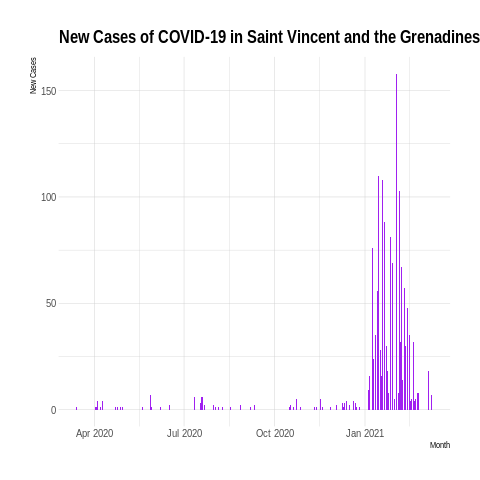 New Cases of COVID-19 in Saint Vincent and the Grenadines
New Cases
150
100
50
0
Apr 2020 Jul 2020 Oct 2020 Jan 2021
Month